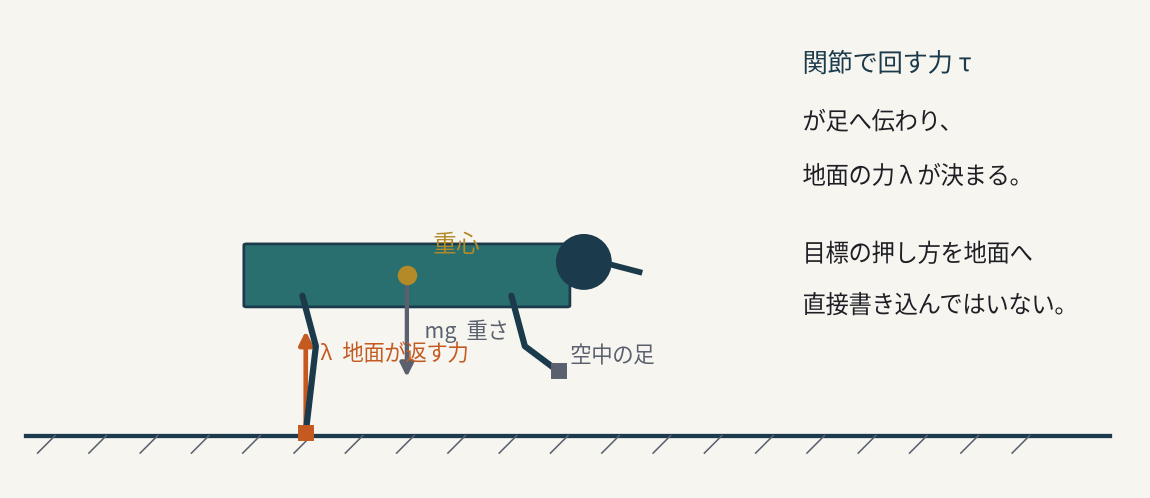 関節で回す力 τ
が足へ伝わり、
地面の力 λ が決まる。
目標の押し方を地面へ
直接書き込んではいない。
重心
mg 重さ
λ 地面が返す力
空中の足